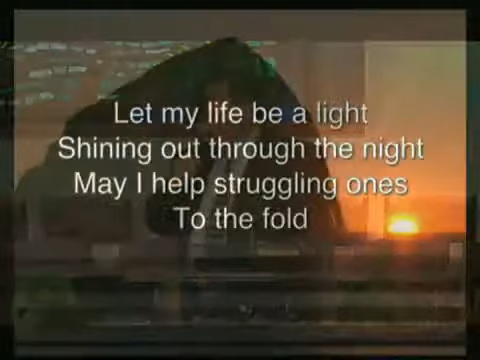 Let my life be a light
Shining out through the night
May I help struggling ones
To the fold